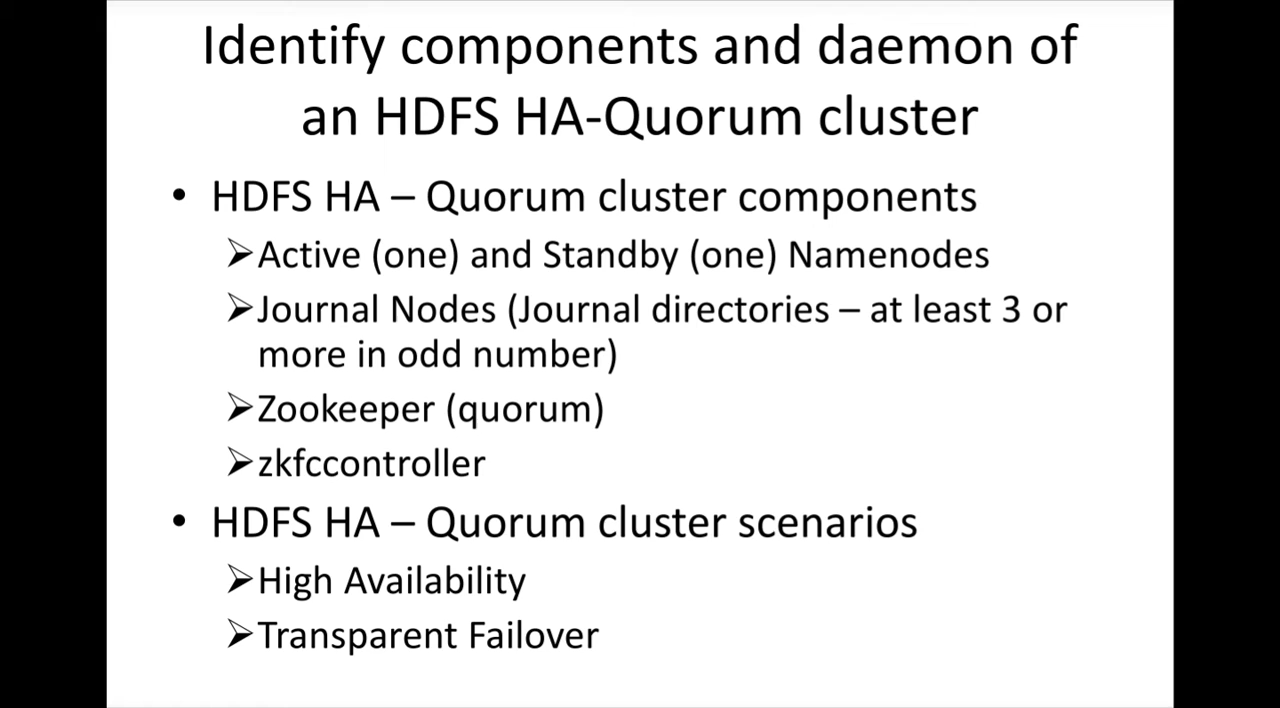 Identify components and daemon of
an HDFS HA-Quorum cluster
• HDFS HA – Quorum cluster components
➢Active (one) and Standby (one) Namenodes
➢Journal Nodes (Journal directories – at least 3 or
more in odd number)
➢Zookeeper (quorum)
➢zkfccontroller
• HDFS HA – Quorum cluster scenarios
➢High Availability
➢Transparent Failover